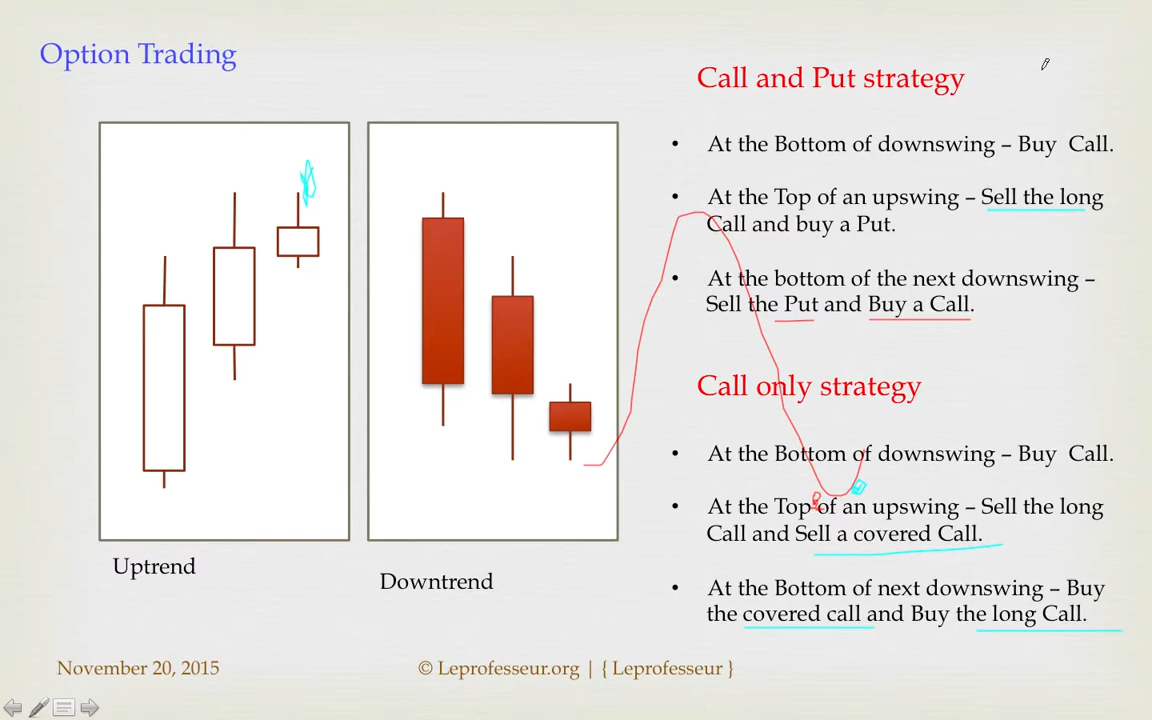 Option Trading
Call and Put strategy
• At the Bottom of downswing – Buy Call.
• At the Top of an upswing – Sell the long
Call and buy a Put.
• At the bottom of the next downswing –
Sell the Put and Buy a Call.
Call only strategy
• At the Bottom of downswing – Buy Call.
• At the Top of an upswing – Sell the long
Call and Sell a covered Call.
• At the Bottom of next downswing – Buy
the covered call and Buy the long Call.
Uptrend
Downtrend
November 20, 2015
© Leprofesseur.org | { Leprofesseur }